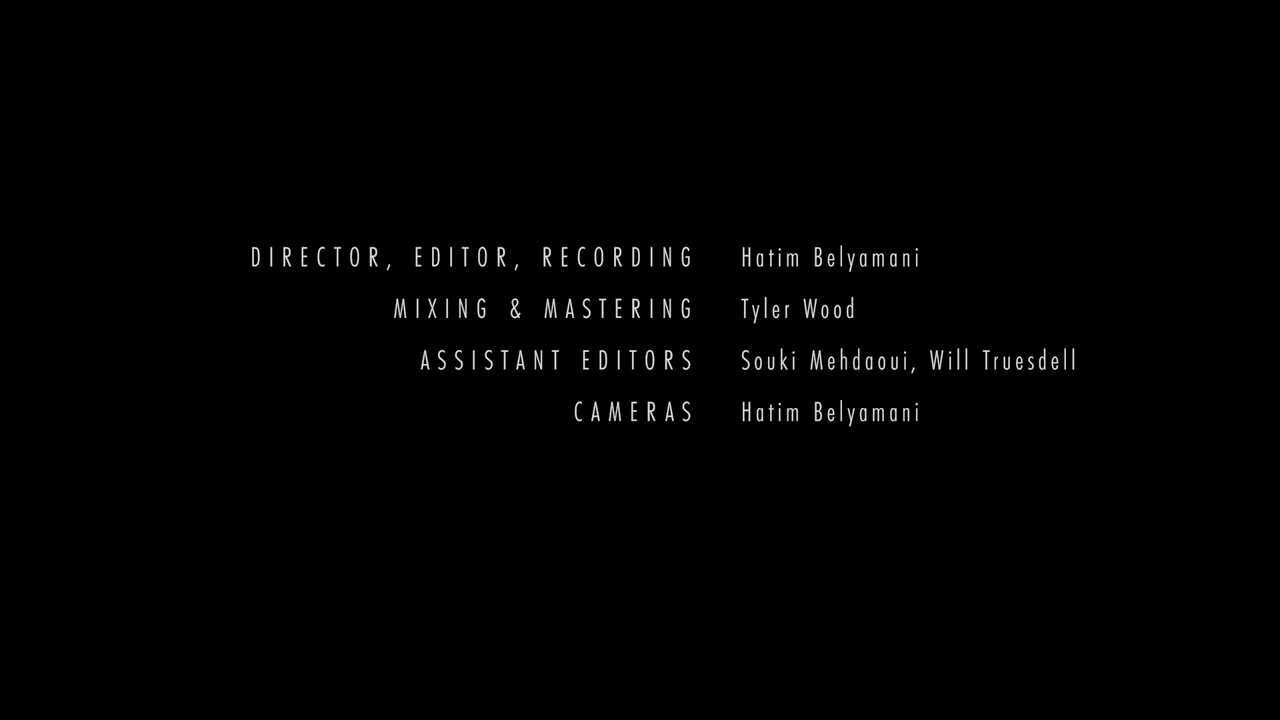 DIRECTOR, EDITOR, RECORDING Hatim Belyamani
MIXING & MASTERING Tyler Wood
ASSISTANT EDITORS Souki Mehdaoui, Will Truesdell
CAMERAS Hatim Belyamani